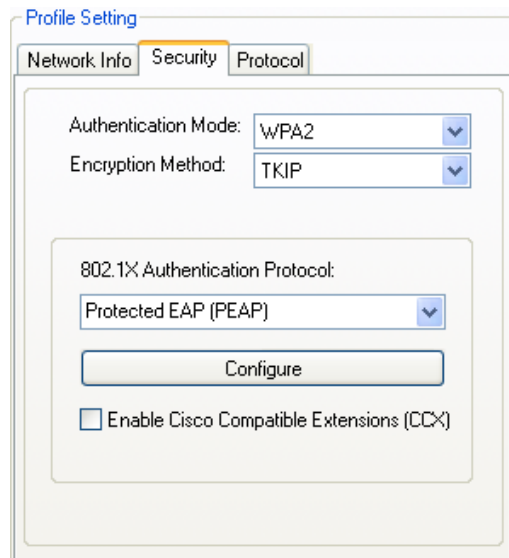 Profile Setting
Network Info Security Protocol
Authentication Mode: WPA2
Encryption Method: TKIP
802.1X Authentication Protocol:
Protected EAP (PEAP)
Configure
Enable Cisco Compatible Extensions (CCX)